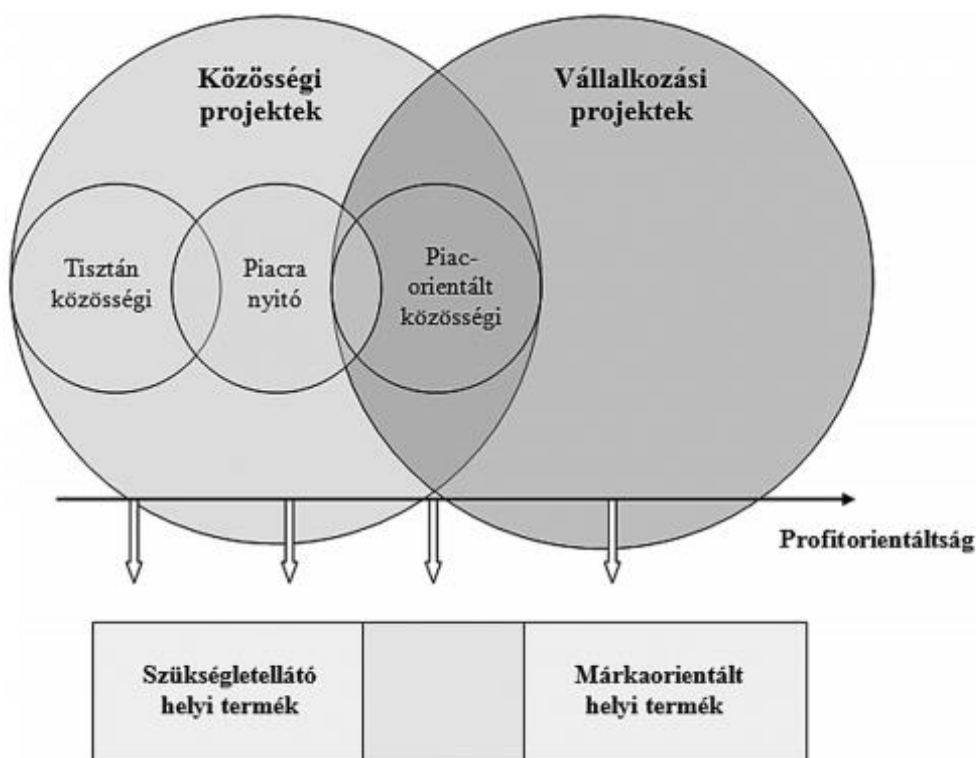 Közösségi
projektek
Vállalkozási
projektek
Tisztán
közösségi
Piacra
nyitó
Piac-
orientált
közösségi
Profitorientáltság
Szükségletellátó
helyi termék
Márkaorientált
helyi termék